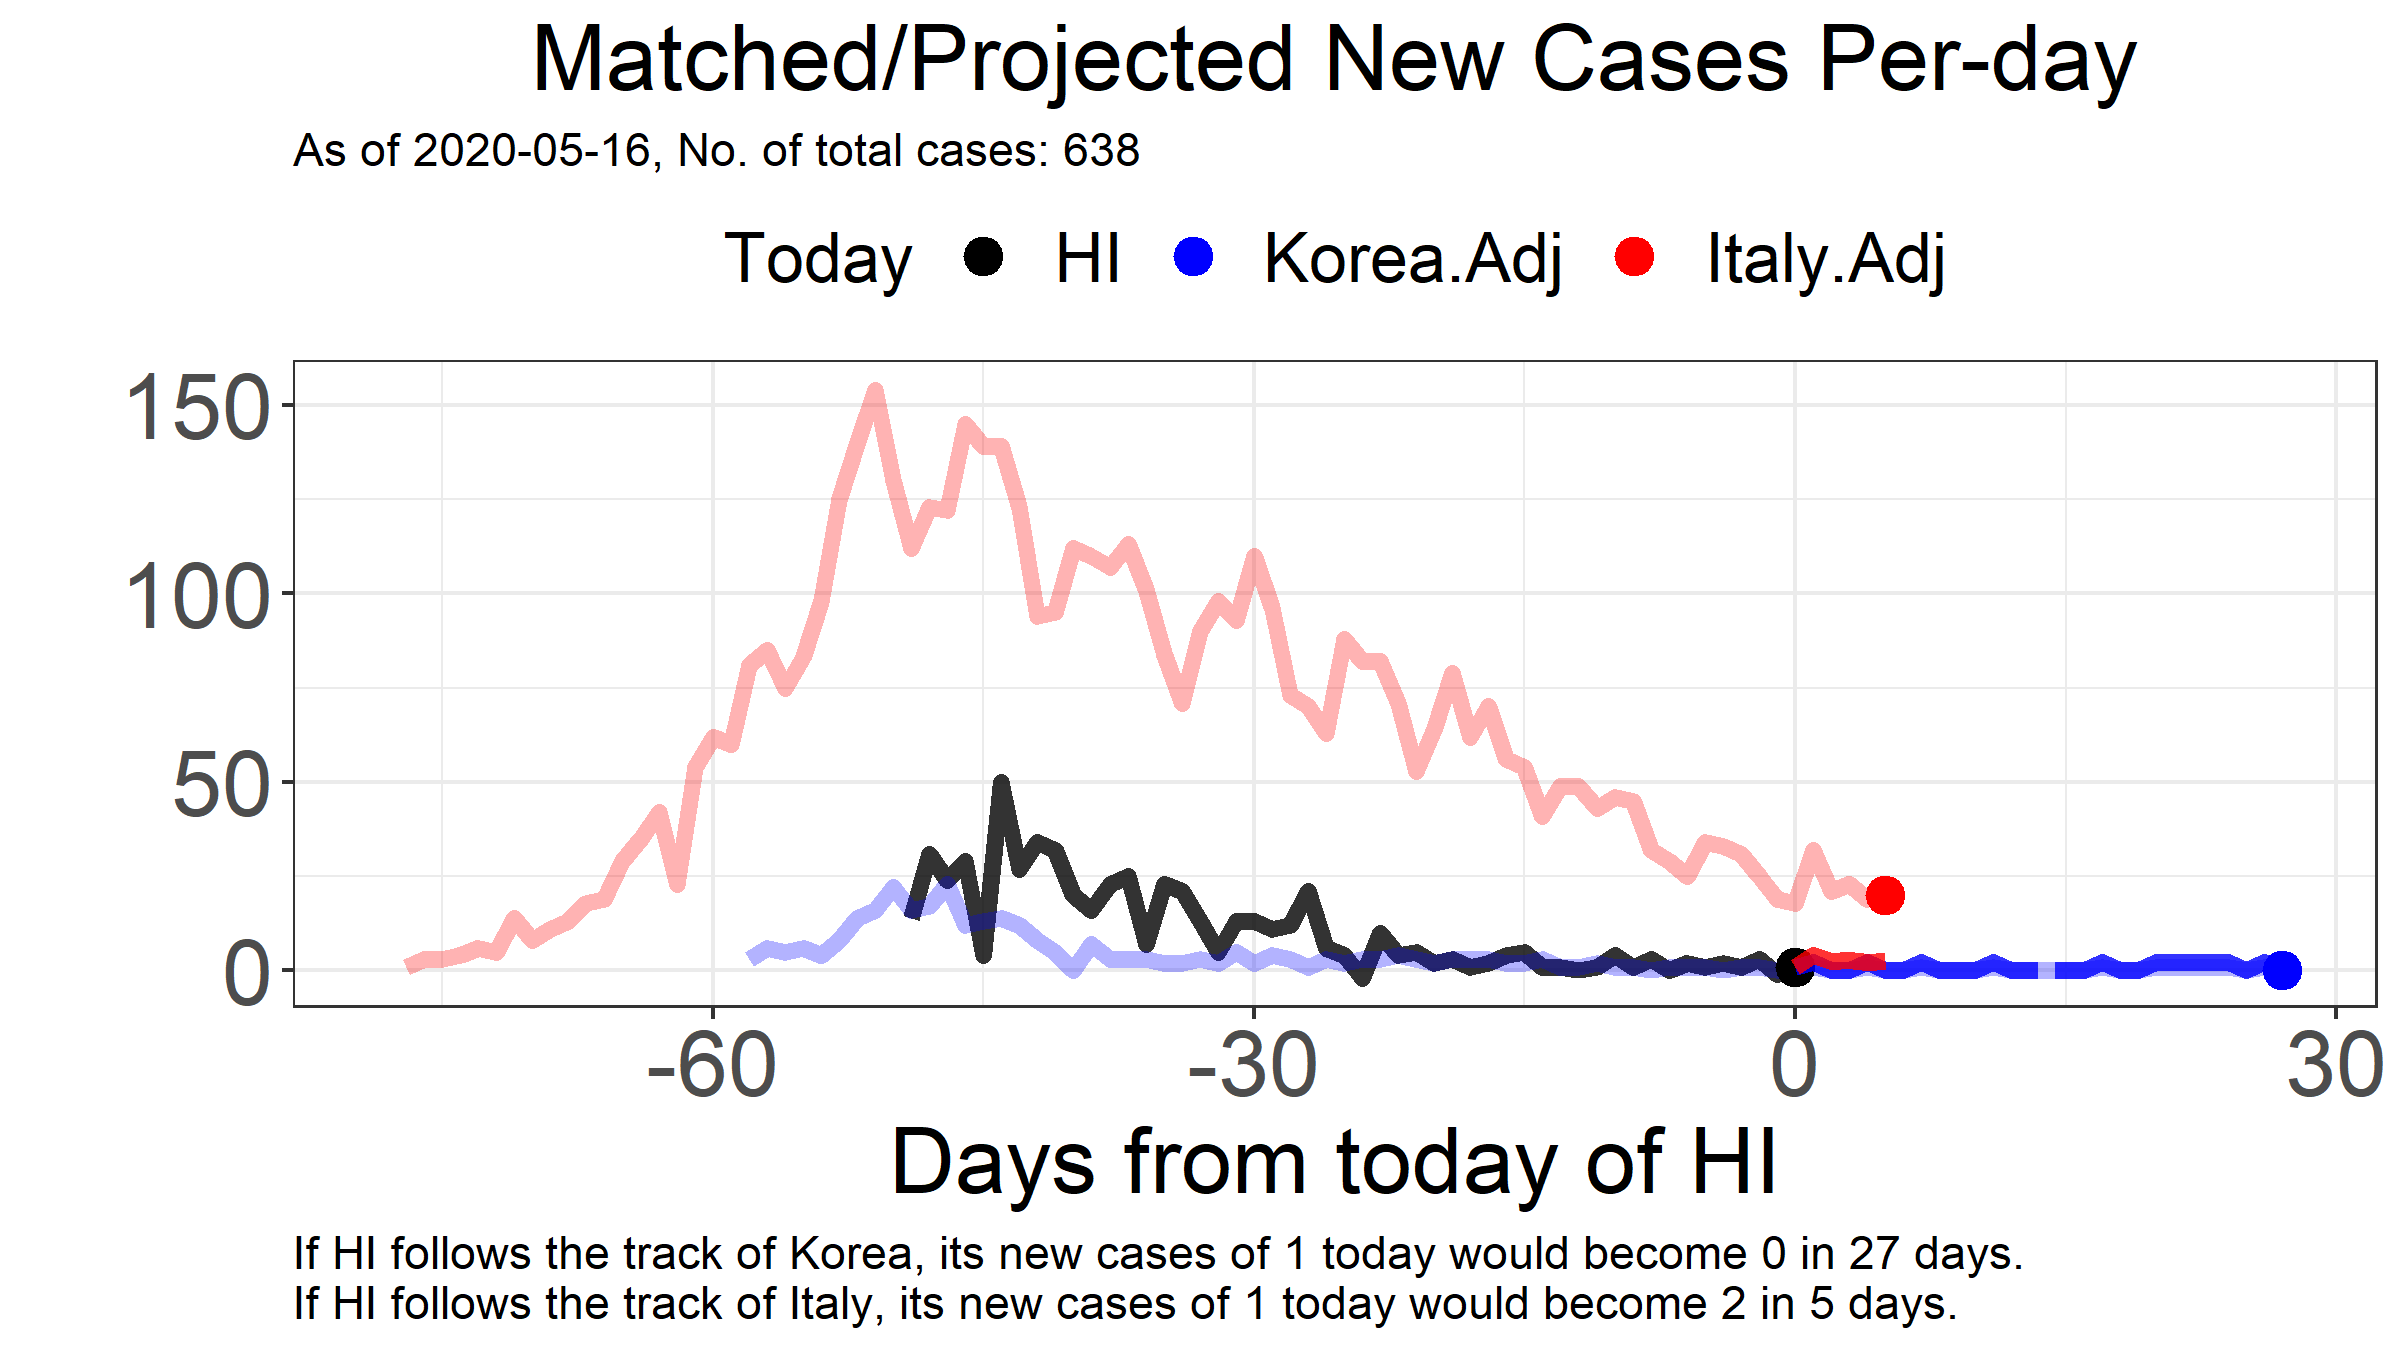 Matched/Projected New Cases Per-day
As of 2020-05-16, No. of total cases: 638
Today HI Korea.Adj Italy.Adj
150
100
50
0
-60 -30 0 30
Days from today of HI
If HI follows the track of Korea, its new cases of 1 today would become 0 in 27 days.
If HI follows the track of Italy, its new cases of 1 today would become 2 in 5 days.